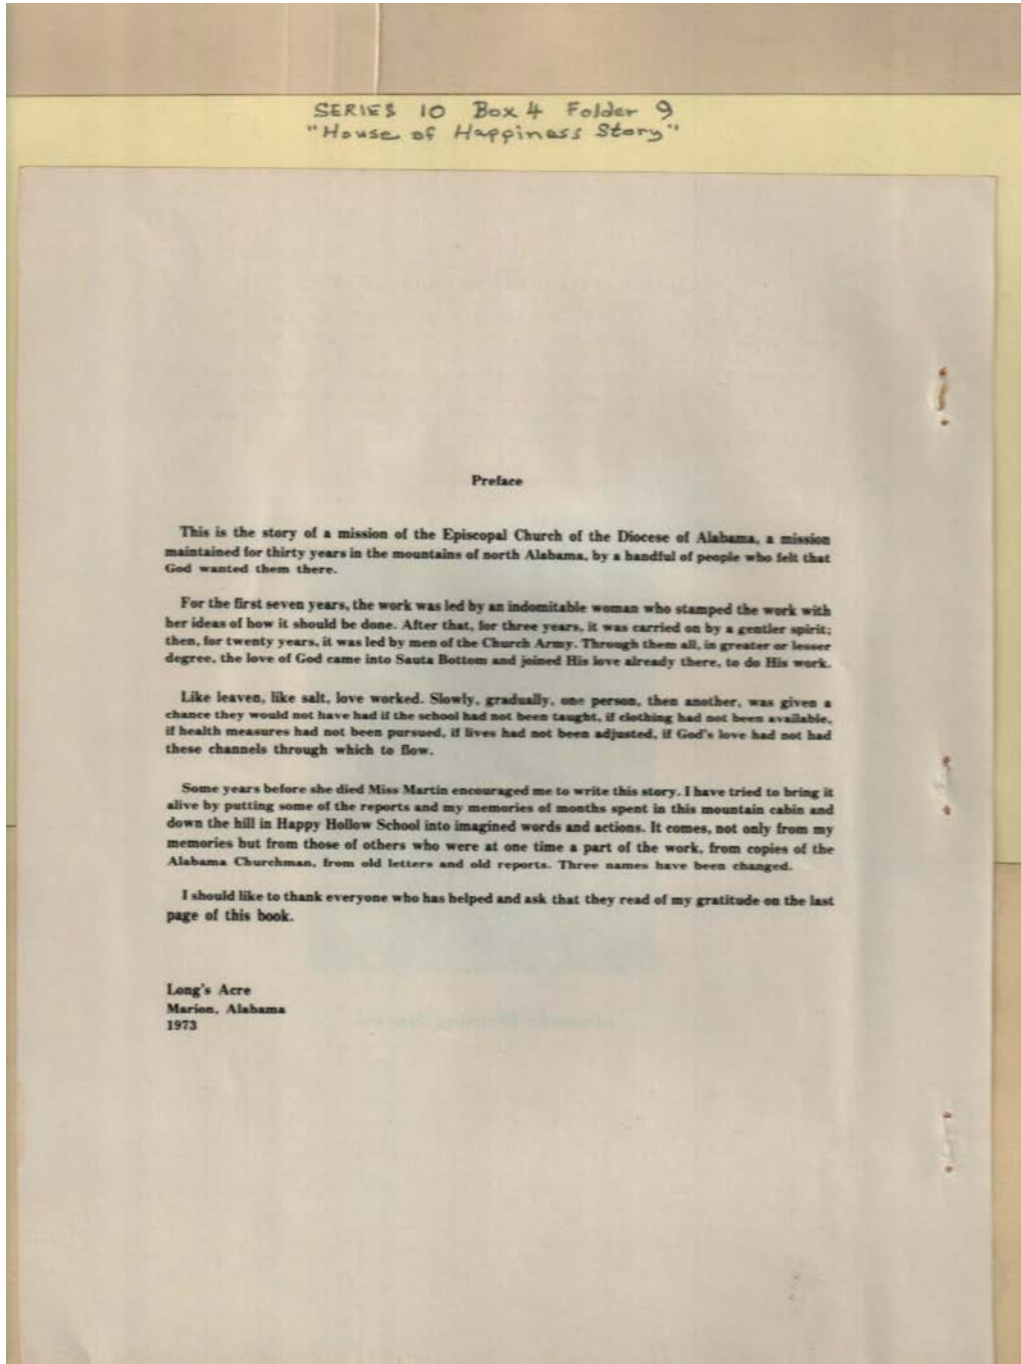 SERIES 10 Box 4 Folder 9
"House of Happiness Story"
Preface
This is the story of a mission of the Episcopal Church of the Diocese of Alabama, a mission
maintained for thirty years in the mountains of north Alabama, by a handful of people who felt that
God wanted them there.
For the first seven years, the work was led by an indomitable woman who stamped the work with
her ideas of how it should be done. After that, for three years, it was carried on by a gentler spirit;
then, for twenty years, it was led by men of the Church Army. Through them all, in greater or lesser
degree, the love of God came into Sauta Bottom and joined His love already there, to do His work.
Like leaven, like salt, love worked. Slowly, gradually, one person, then another, was given a
chance they would not have had if the school had not been taught, if clothing had not been available,
if health measures had not been pursued, if lives had not been adjusted, if God's love had not had
these channels through which to flow.
Some years before she died Miss Martin encouraged me to write this story. I have tried to bring it
alive by putting some of the reports and my memories of months spent in this mountain cabin and
down the hill in Happy Hollow School into imagined words and actions. It comes, not only from my
memories but from those of others who were at one time a part of the work, from copies of the
Alabama Churchman, from old letters and old reports. Three names have been changed.
I should like to thank everyone who has helped and ask that they read of my gratitude on the last
page of this book.
Long's Acre
Marion, Alabama
1973